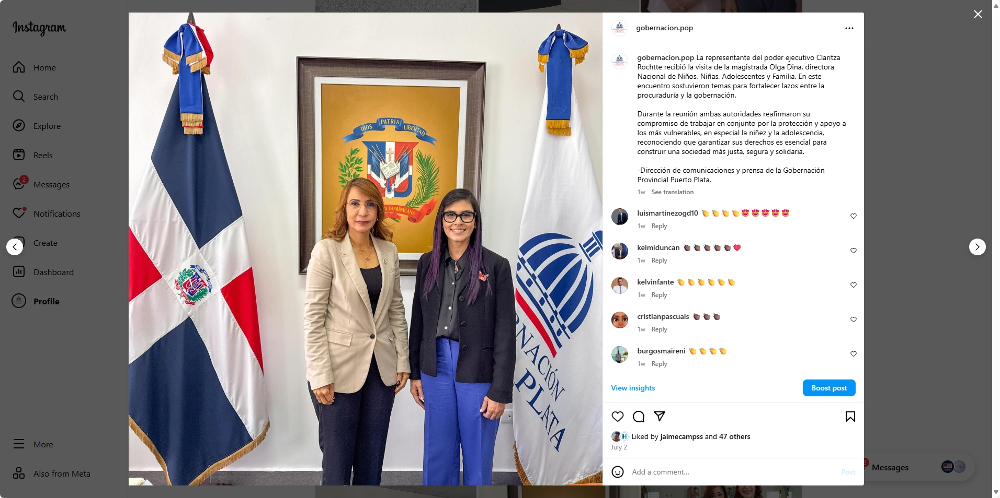 Instagram
Home
Search
Explore
Reels
2
Messages
Notifications
Create
Dashboard
Profile
More
Also from Meta
DIOS PATRIA LIBERTAD
DOMINICANA
PLATA
gobernacion.pop
gobernacion.pop La representante del poder ejecutivo Claritza
Rochtte recibió la visita de la magistrada Olga Dina, directora
Nacional de Niños, Niñas, Adolescentes y Familia. En este
encuentro sostuvieron temas para fortalecer lazos entre la
procuraduría y la gobernación.
Durante la reunión ambas autoridades reafirmaron su
compromiso de trabajar en conjunto por la protección y apoyo a
los más vulnerables, en especial la niñez y la adolescencia,
reconociendo que garantizar sus derechos es esencial para
construir una sociedad más justa, segura y solidaria.
-Dirección de comunicaciones y prensa de la Gobernación
Provincial Puerto Plata.
1w See translation
luismartinezogd10 👏👏👏👏😍😍😍😍😍
1w Reply
kelmiduncan 👏🏾👏🏾👏🏾👏🏾👏🏾❤️
1w Reply
kelvinfante 👏👏👏👏👏👏
1w Reply
cristianpascuals 👏🏾👏🏾👏🏾
1w Reply
burgosmaireni 👏👏👏👏
1w Reply
View insights
Boost post
Liked by jaimecampss and 47 others
July 2
Add a comment...
Post
Messages